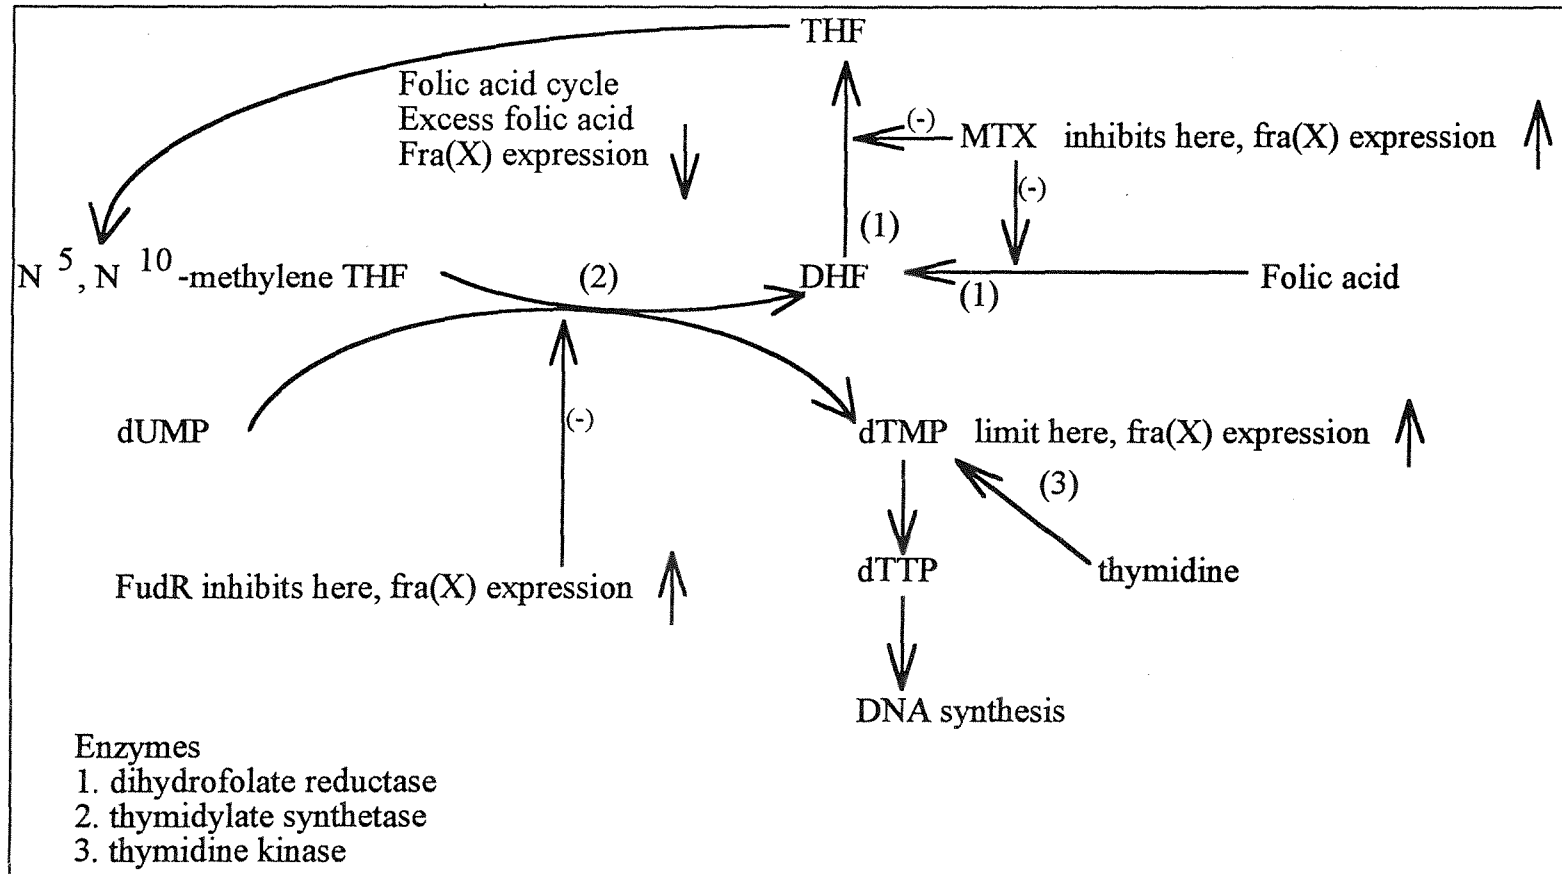 THF
Folic acid cycle
Excess folic acid
Fra(X) expression
(-)
MTX inhibits here, fra(X) expression
(-)
(1)
N 5, N 10 -methylene THF
(2)
DHF
(1)
Folic acid
dUMP
(-)
dTMP limit here, fra(X) expression
(3)
FudR inhibits here, fra(X) expression
dTTP
thymidine
DNA synthesis
Enzymes
1. dihydrofolate reductase
2. thymidylate synthetase
3. thymidine kinase